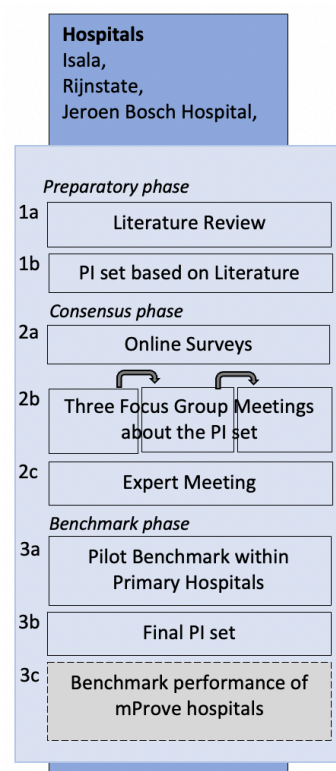 Hospitals
Isala,
Rijnstate,
Jeroen Bosch Hospital,
Preparatory phase
1a
Literature Review
1b
PI set based on Literature
Consensus phase
2a
Online Surveys
2b
Three Focus Group Meetings
about the PI set
2c
Expert Meeting
Benchmark phase
3a
Pilot Benchmark within
Primary Hospitals
3b
Final PI set
3c
Benchmark performance of
mProve hospitals